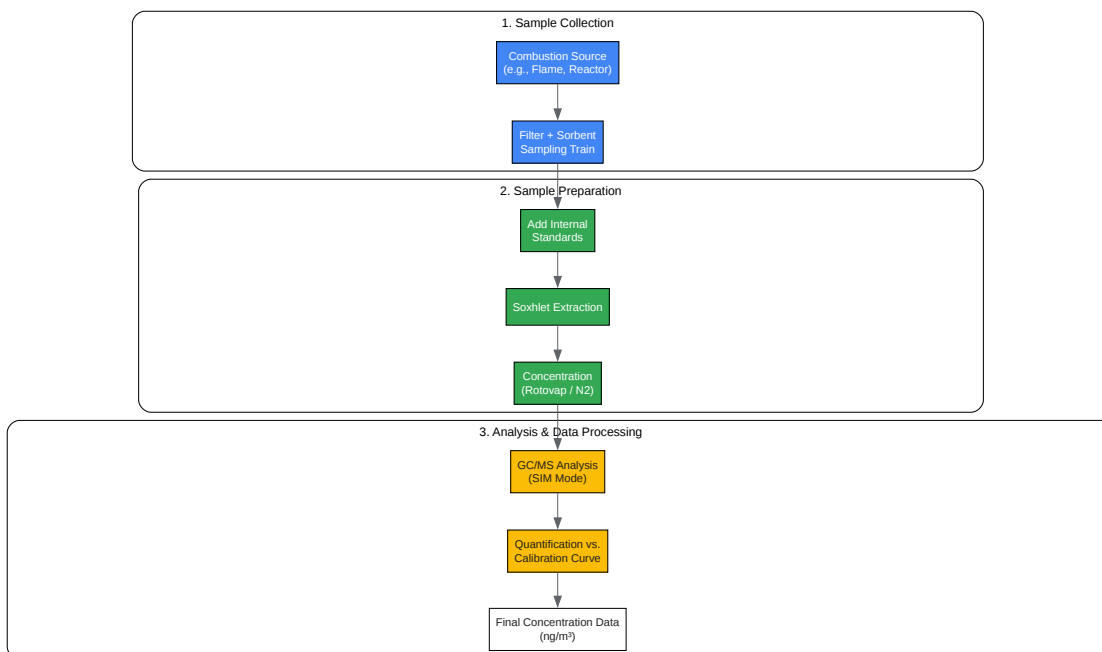 1. Sample Collection
Combustion Source
(e.g., Flame, Reactor)
Filter + Sorbent
Sampling Train
2. Sample Preparation
Add Internal
Standards
Soxhlet Extraction
Concentration
(Rotovap / N2)
3. Analysis & Data Processing
GC/MS Analysis
(SIM Mode)
Quantification vs.
Calibration Curve
Final Concentration Data
(ng/m³)